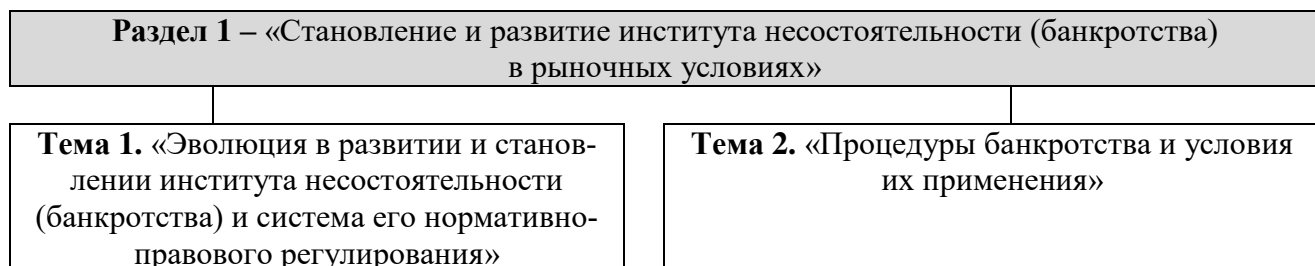 Раздел 1 – «Становление и развитие института несостоятельности (банкротства)
в рыночных условиях»
Тема 1. «Эволюция в развитии и станов-
лении института несостоятельности
(банкротства) и система его нормативно-
правового регулирования»
Тема 2. «Процедуры банкротства и условия
их применения»